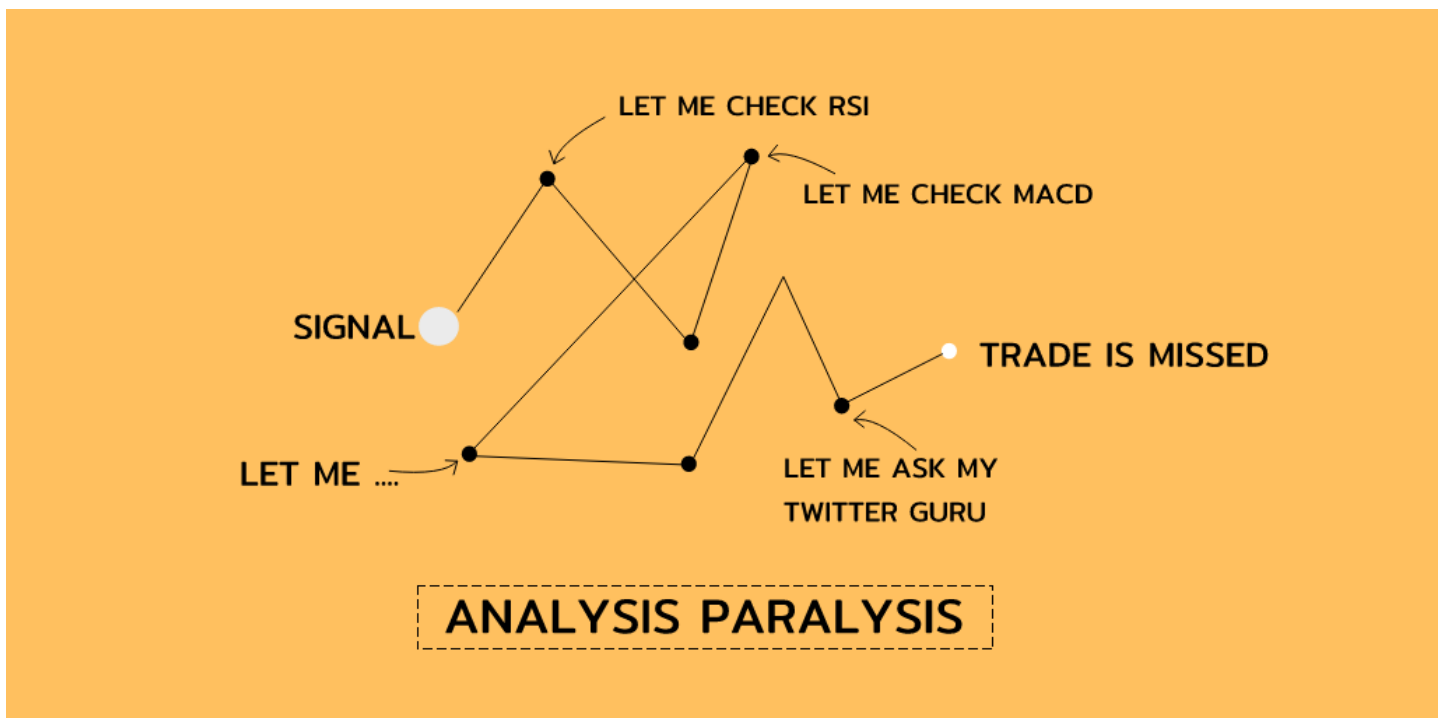 LET ME CHECK RSI
LET ME CHECK MACD
SIGNAL
TRADE IS MISSED
LET ME ....
LET ME ASK MY
TWITTER GURU
ANALYSIS PARALYSIS